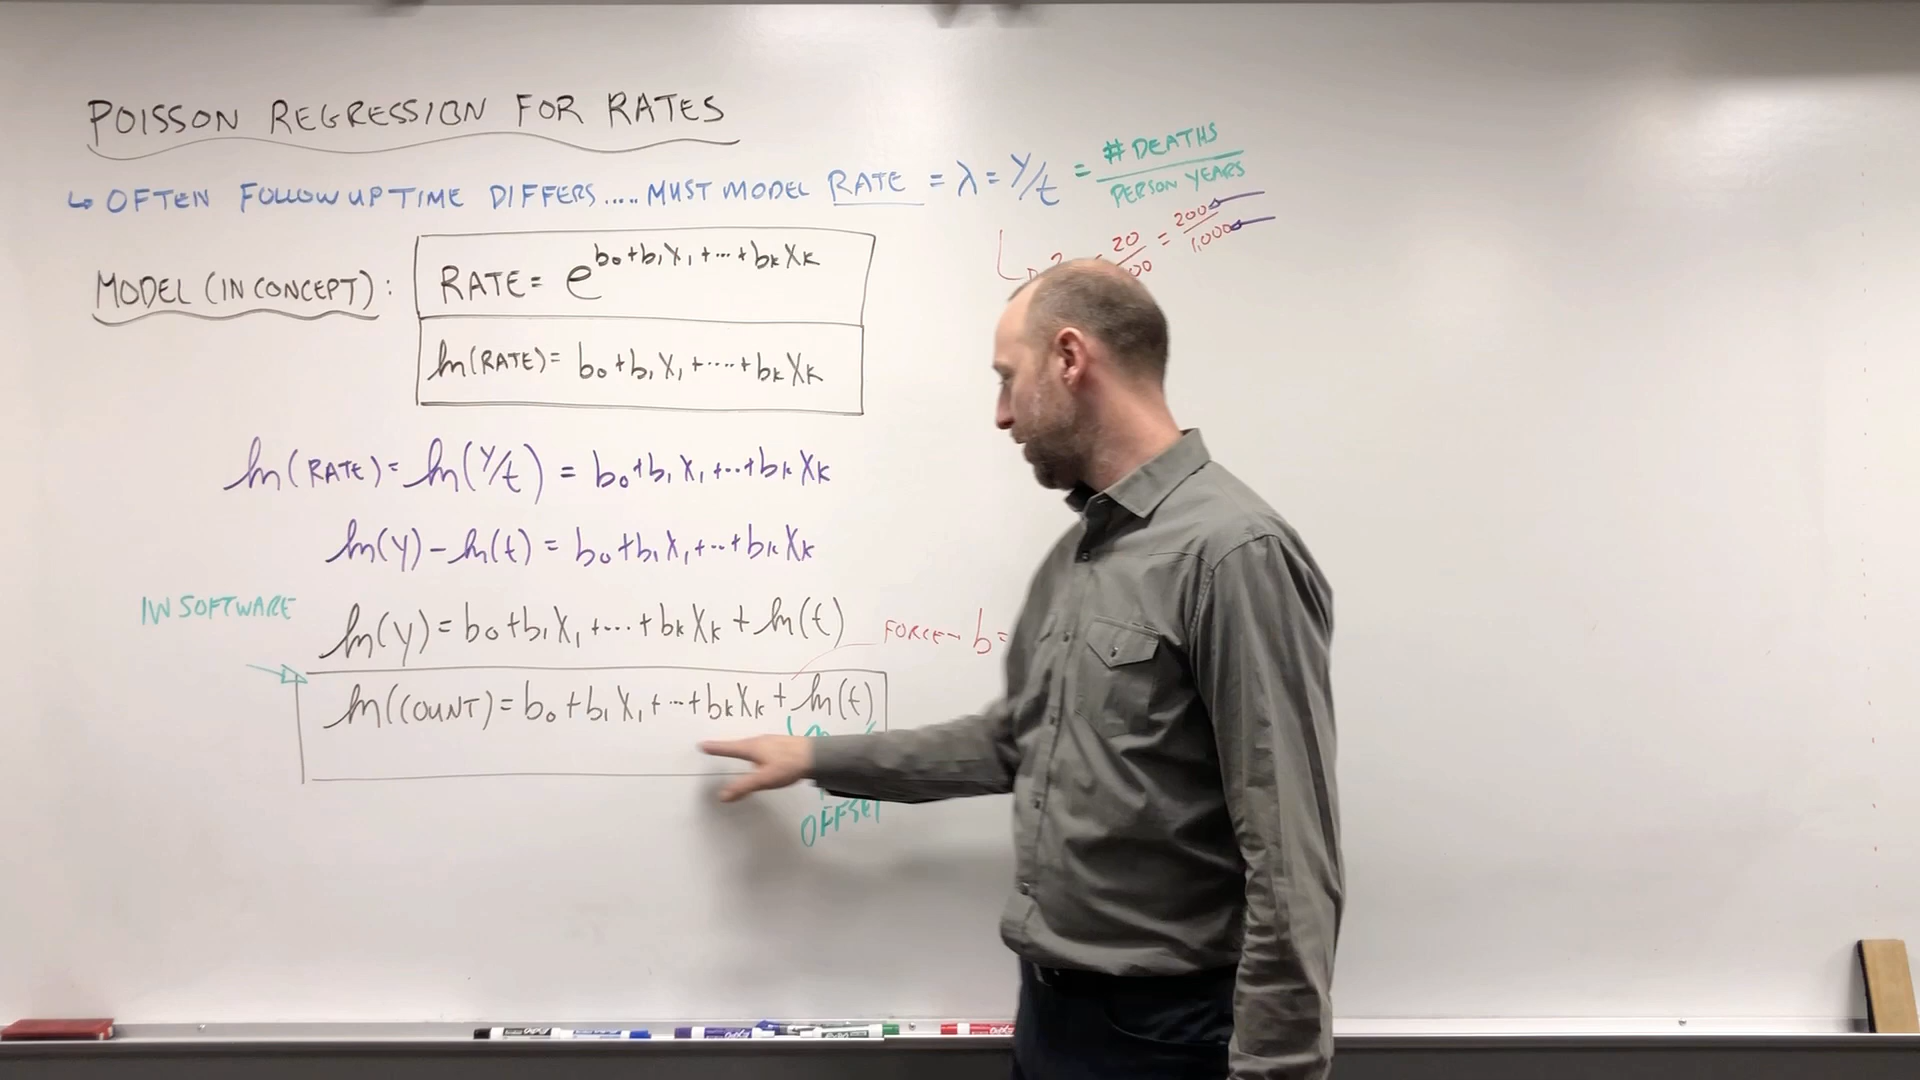 POISSON REGRESSION FOR RATES
↳ OFTEN FOLLOW UP TIME DIFFERS..... MUST MODEL RATE = λ = Y/t = # DEATHS / PERSON YEARS
20 = 200 / 1,000
MODEL (IN CONCEPT): RATE = e^(b₀+b₁X₁+...+bₖXₖ)
ln(RATE) = b₀+b₁X₁+....+bₖXₖ
ln(RATE) = ln(Y/t) = b₀+b₁X₁+...+bₖXₖ
ln(Y) - ln(t) = b₀+b₁X₁+...+bₖXₖ
IN SOFTWARE
ln(Y) = b₀+b₁X₁+....+bₖXₖ+ln(t)
FORCE b=
ln(COUNT) = b₀+b₁X₁+...+bₖXₖ+ln(t)
OFFSET